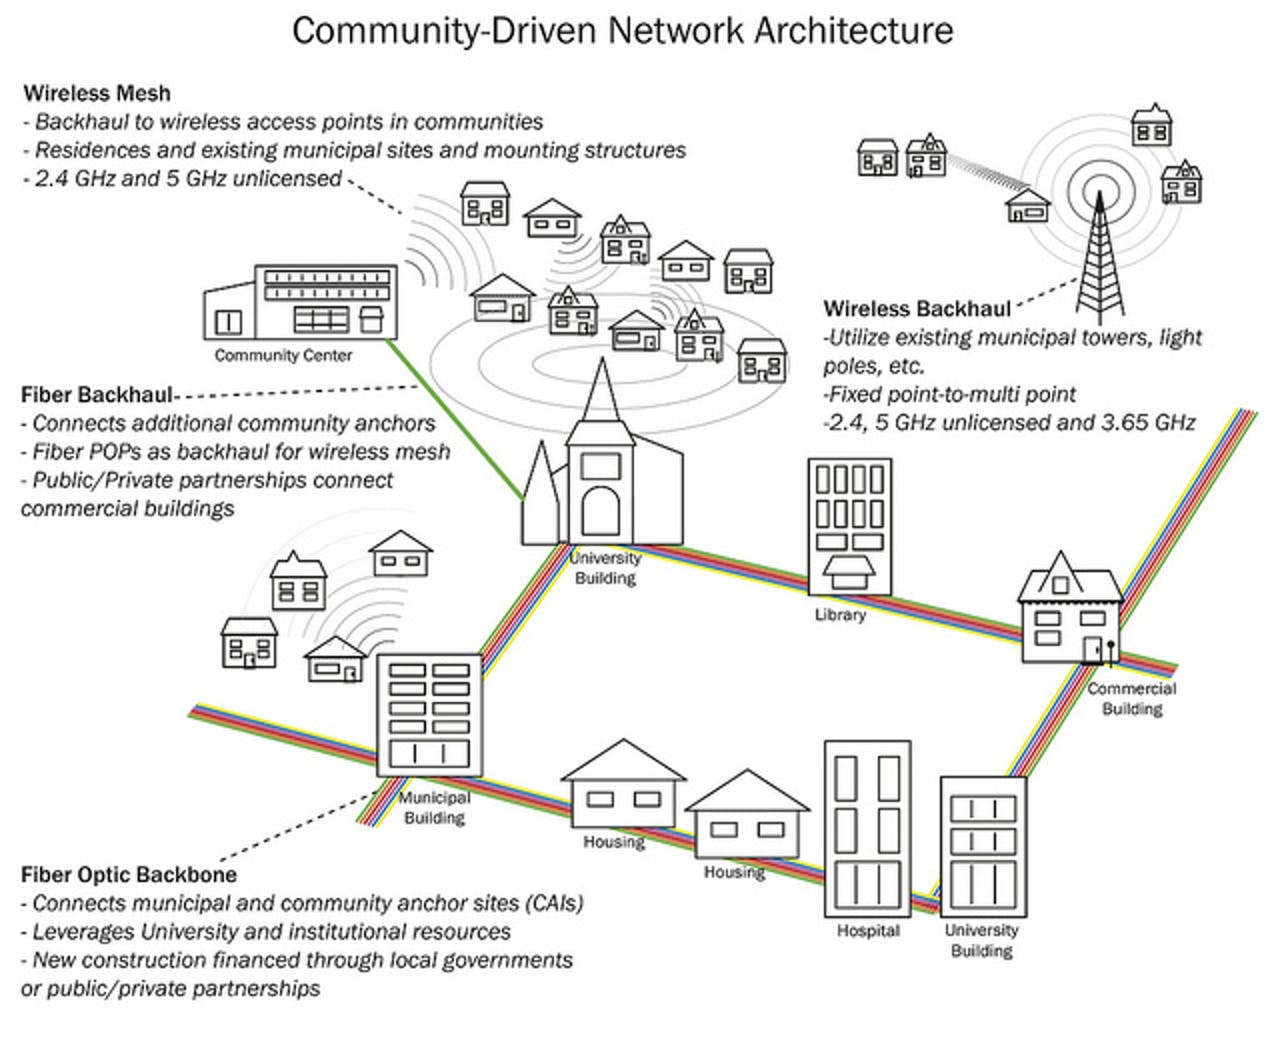 Community-Driven Network Architecture
Wireless Mesh
- Backhaul to wireless access points in communities
- Residences and existing municipal sites and mounting structures
- 2.4 GHz and 5 GHz unlicensed
Community Center
Wireless Backhaul
-Utilize existing municipal towers, light
poles, etc.
-Fixed point-to-multi point
-2.4, 5 GHz unlicensed and 3.65 GHz
Fiber Backhaul
- Connects additional community anchors
- Fiber POPs as backhaul for wireless mesh
- Public/Private partnerships connect
commercial buildings
University
Building
Library
Commercial
Building
Municipal
Building
Housing
Housing
Hospital
University
Building
Fiber Optic Backbone
- Connects municipal and community anchor sites (CAIs)
- Leverages University and institutional resources
- New construction financed through local governments
or public/private partnerships